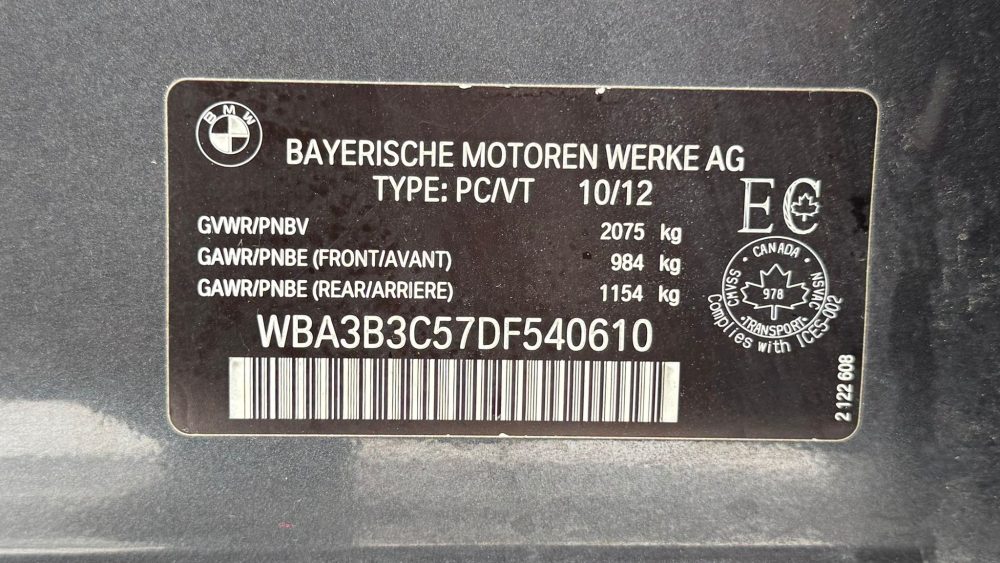 BMW
BAYERISCHE MOTOREN WERKE AG
TYPE: PC/VT 10/12
EC
GVWR/PNBV 2075 kg
GAWR/PNBE (FRONT/AVANT) 984 kg
GAWR/PNBE (REAR/ARRIERE) 1154 kg
CANADA
CMVSS
NSVAC
978
TRANSPORT
Complies with ICES-002
WBA3B3C57DF540610
2 122 608